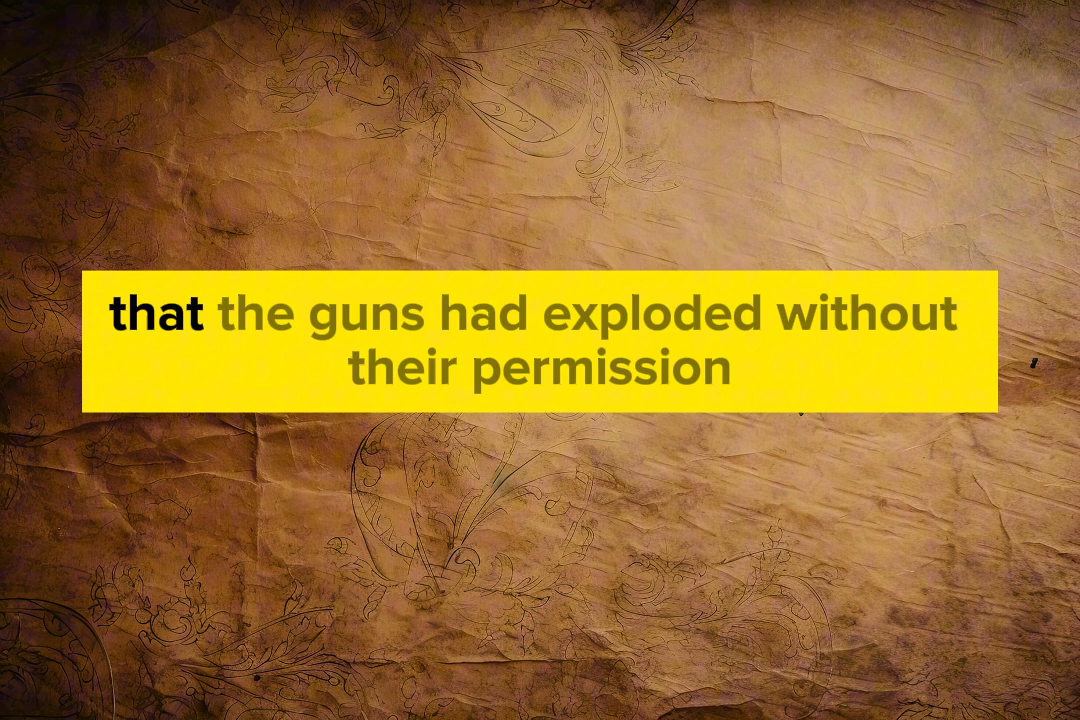 that the guns had exploded without
their permission